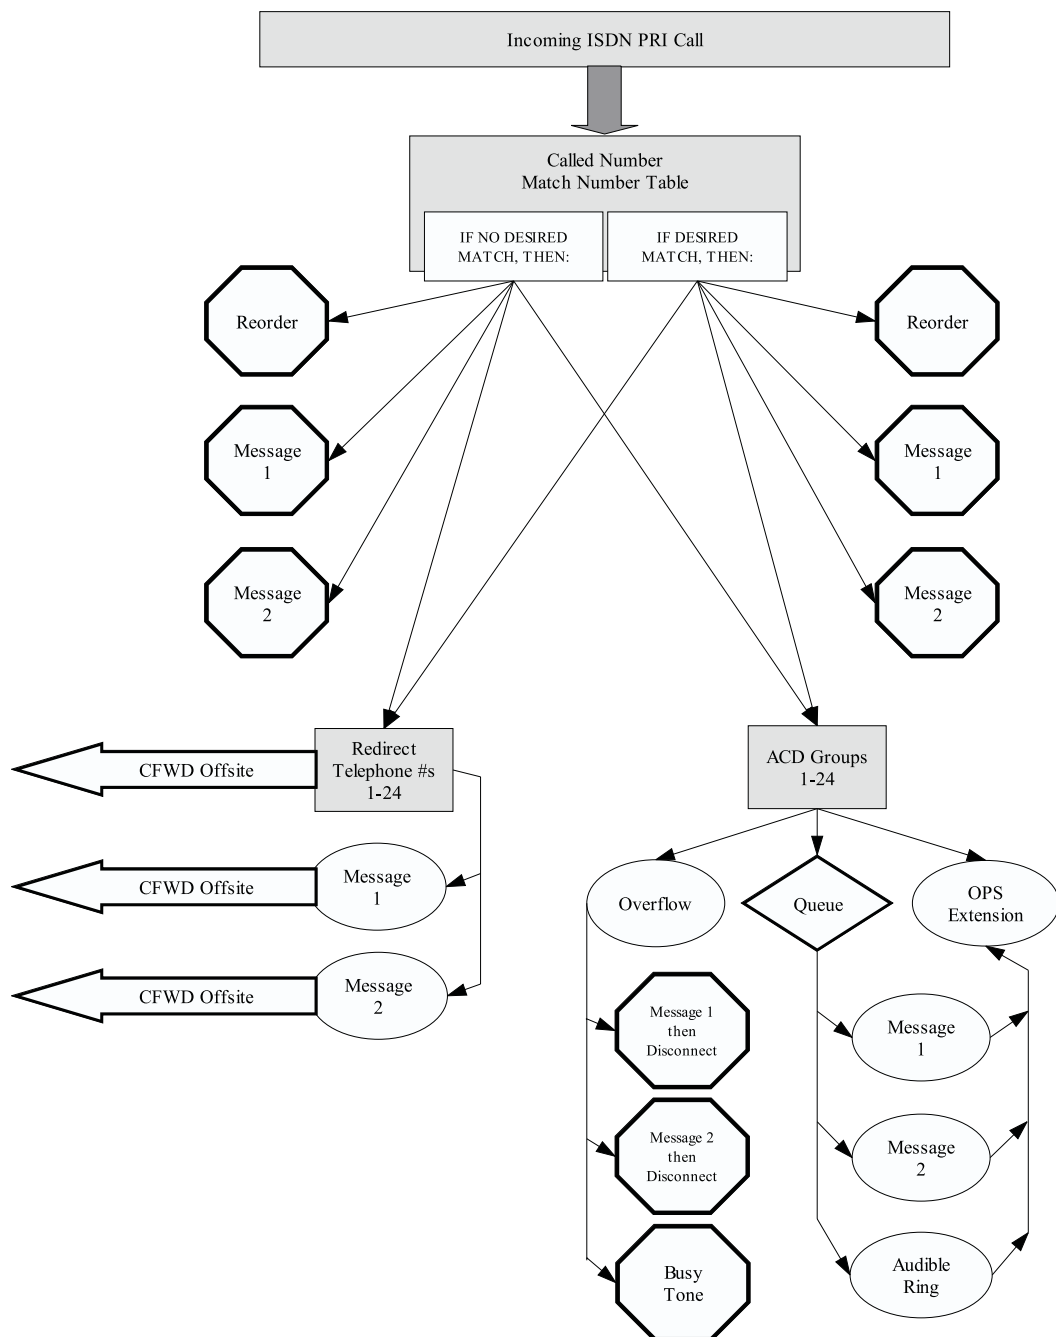 Incoming ISDN PRI Call
Called Number
Match Number Table
IF NO DESIRED
MATCH, THEN:
IF DESIRED
MATCH, THEN:
Reorder
Reorder
Message
1
Message
1
Message
2
Message
2
CFWD Offsite
Redirect
Telephone #s
1-24
ACD Groups
1-24
CFWD Offsite
Message
1
Overflow
Queue
OPS
Extension
CFWD Offsite
Message
2
Message 1
then
Disconnect
Message
1
Message 2
then
Disconnect
Message
2
Busy
Tone
Audible
Ring